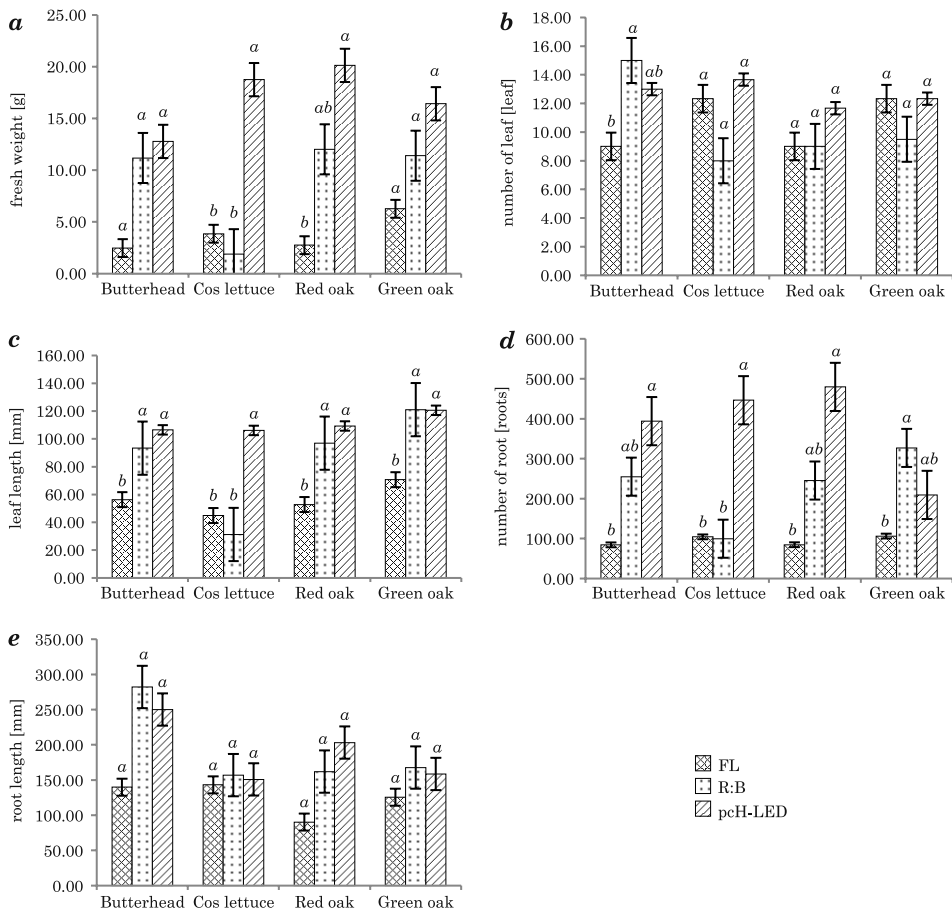 a
fresh weight [g]
25.00
20.00
15.00
10.00
5.00
0.00
a a a
b b a
b ab a
a a a
Butterhead Cos lettuce Red oak Green oak
b
number of leaf [leaf]
18.00
16.00
14.00
12.00
10.00
8.00
6.00
4.00
2.00
0.00
b a ab
a a a
a a a
a a a
Butterhead Cos lettuce Red oak Green oak
c
leaf length [mm]
160.00
140.00
120.00
100.00
80.00
60.00
40.00
20.00
0.00
b a a
b b a
b a a
b a a
Butterhead Cos lettuce Red oak Green oak
d
number of root [roots]
600.00
500.00
400.00
300.00
200.00
100.00
0.00
b ab a
b b a
b ab a
b a ab
Butterhead Cos lettuce Red oak Green oak
e
root length [mm]
350.00
300.00
250.00
200.00
150.00
100.00
50.00
0.00
a a a
a a a
a a a
a a a
Butterhead Cos lettuce Red oak Green oak
FL
R:B
pcH-LED